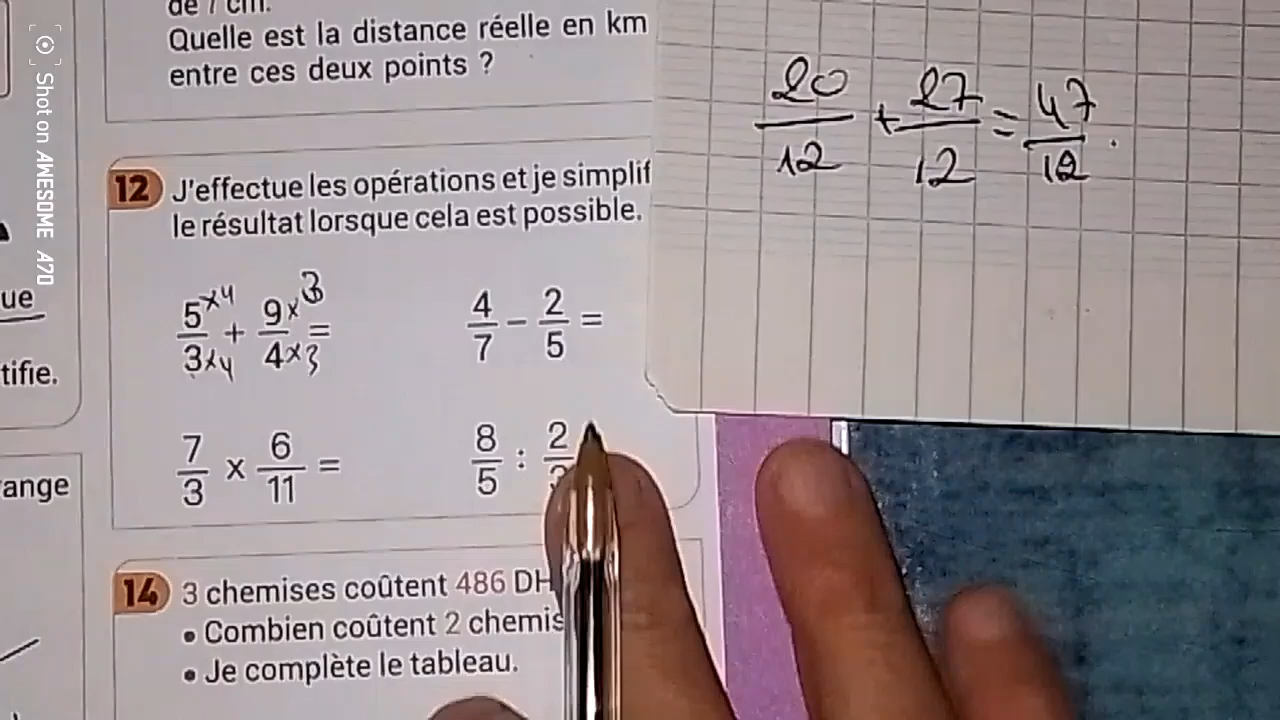 de 7 cm.
Quelle est la distance réelle en km
entre ces deux points ?
20/12 + 27/12 = 47/12.
12 J'effectue les opérations et je simplif
le résultat lorsque cela est possible.
5×4/3×4 + 9×3/4×3 =
4/7 - 2/5 =
7/3 x 6/11 =
8/5 : 2
14 3 chemises coûtent 486 DH
• Combien coûtent 2 chemis
• Je complète le tableau.
ue
tifie.
ange
Shot on AWESOME A70